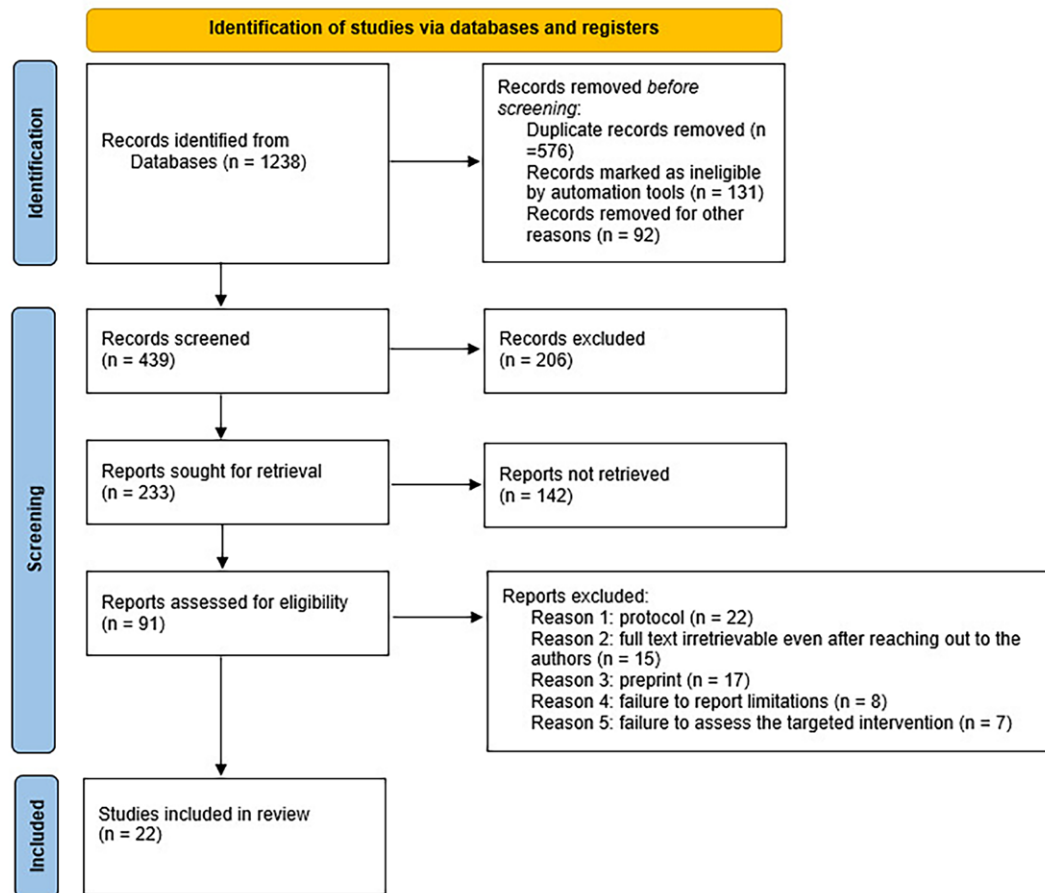 Identification of studies via databases and registers
Identification
Records identified from
Databases (n = 1238)
Records removed before
screening:
Duplicate records removed (n
=576)
Records marked as ineligible
by automation tools (n = 131)
Records removed for other
reasons (n = 92)
Screening
Records screened
(n = 439)
Records excluded
(n = 206)
Reports sought for retrieval
(n = 233)
Reports not retrieved
(n = 142)
Reports assessed for eligibility
(n = 91)
Reports excluded:
Reason 1: protocol (n = 22)
Reason 2: full text irretrievable even after reaching out to the
authors (n = 15)
Reason 3: preprint (n = 17)
Reason 4: failure to report limitations (n = 8)
Reason 5: failure to assess the targeted intervention (n = 7)
Included
Studies included in review
(n = 22)